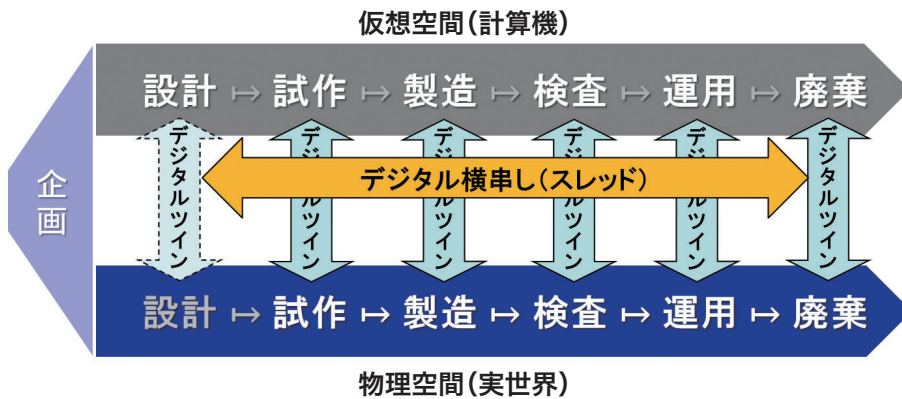 仮想空間（計算機）
設計 ↦ 試作 ↦ 製造 ↦ 検査 ↦ 運用 ↦ 廃棄
企画
デジタルツイン
デジタルツイン
デジタルツイン
デジタルツイン
デジタルツイン
デジタルツイン
デジタル横串し（スレッド）
設計 ↦ 試作 ↦ 製造 ↦ 検査 ↦ 運用 ↦ 廃棄
物理空間（実世界）